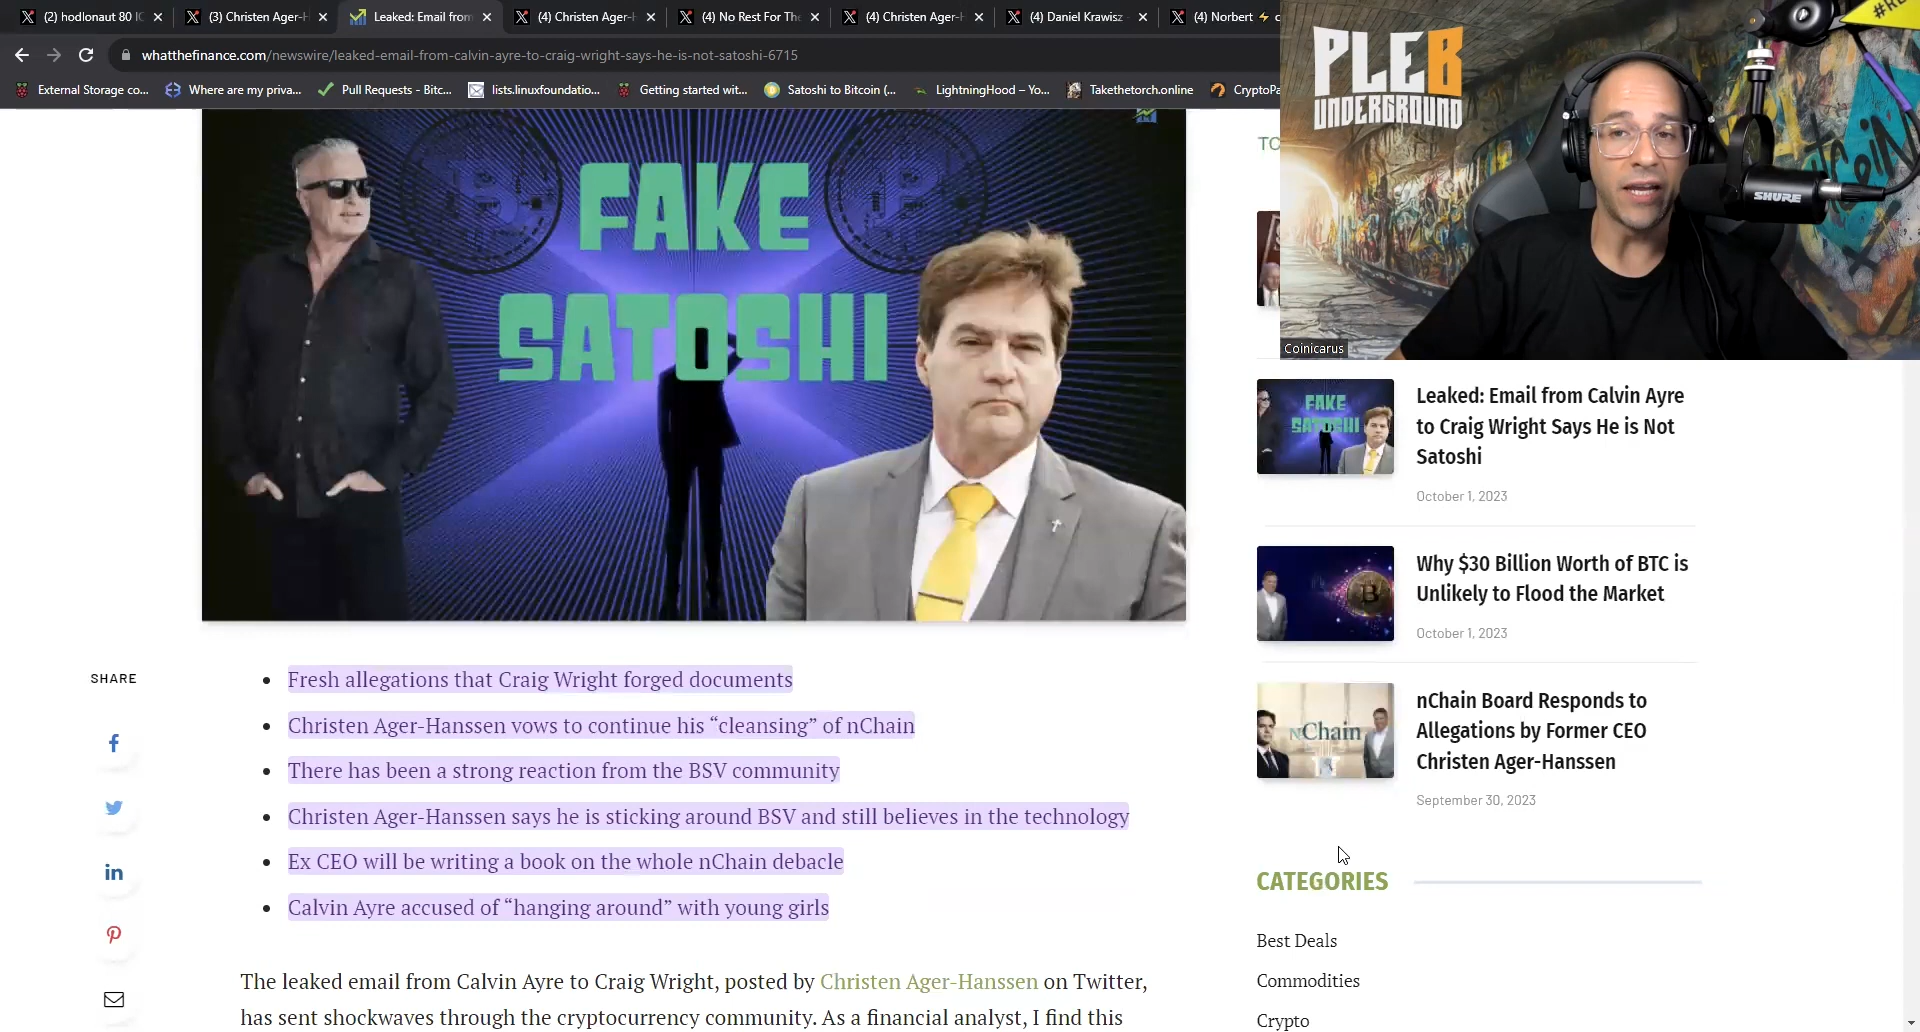 (2) hodlonaut 80 IC
(3) Christen Ager-H
Leaked: Email from
(4) Christen Ager-H
(4) No Rest For The
(4) Christen Ager-H
(4) Daniel Krawisz
(4) Norbert ⚡ c
whatthefinance.com/newswire/leaked-email-from-calvin-ayre-to-craig-wright-says-he-is-not-satoshi-6715
External Storage co...
Where are my priva...
Pull Requests - Bitc...
lists.linuxfoundatio...
Getting started wit...
Satoshi to Bitcoin (...
LightningHood – Yo...
Takethetorch.online
CryptoPa
PLEB
UNDERGROUND
SHURE
Coinicarus
FAKE
SATOSHI
TO
FAKE
SATOSHI
Leaked: Email from Calvin Ayre
to Craig Wright Says He is Not
Satoshi
October 1, 2023
Why $30 Billion Worth of BTC is
Unlikely to Flood the Market
October 1, 2023
nChain
nChain Board Responds to
Allegations by Former CEO
Christen Ager-Hanssen
September 30, 2023
CATEGORIES
Best Deals
Commodities
Crypto
SHARE
Fresh allegations that Craig Wright forged documents
Christen Ager-Hanssen vows to continue his “cleansing” of nChain
There has been a strong reaction from the BSV community
Christen Ager-Hanssen says he is sticking around BSV and still believes in the technology
Ex CEO will be writing a book on the whole nChain debacle
Calvin Ayre accused of “hanging around” with young girls
The leaked email from Calvin Ayre to Craig Wright, posted by Christen Ager-Hanssen on Twitter,
has sent shockwaves through the cryptocurrency community. As a financial analyst, I find this